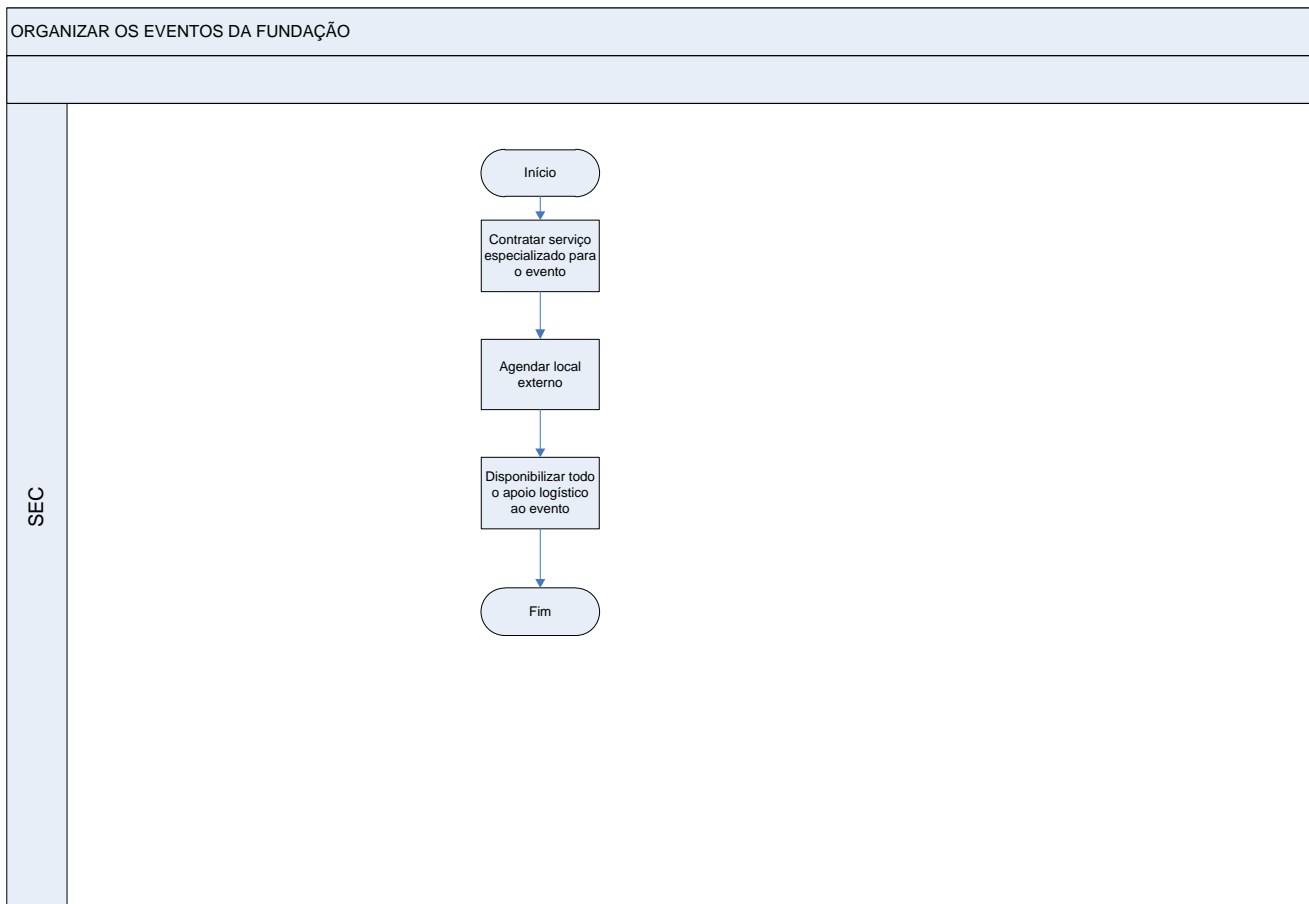 ORGANIZAR OS EVENTOS DA FUNDAÇÃO
Início
Contratar serviço
especializado para
o evento
Agendar local
externo
Disponibilizar todo
o apoio logístico
ao evento
Fim
SEC